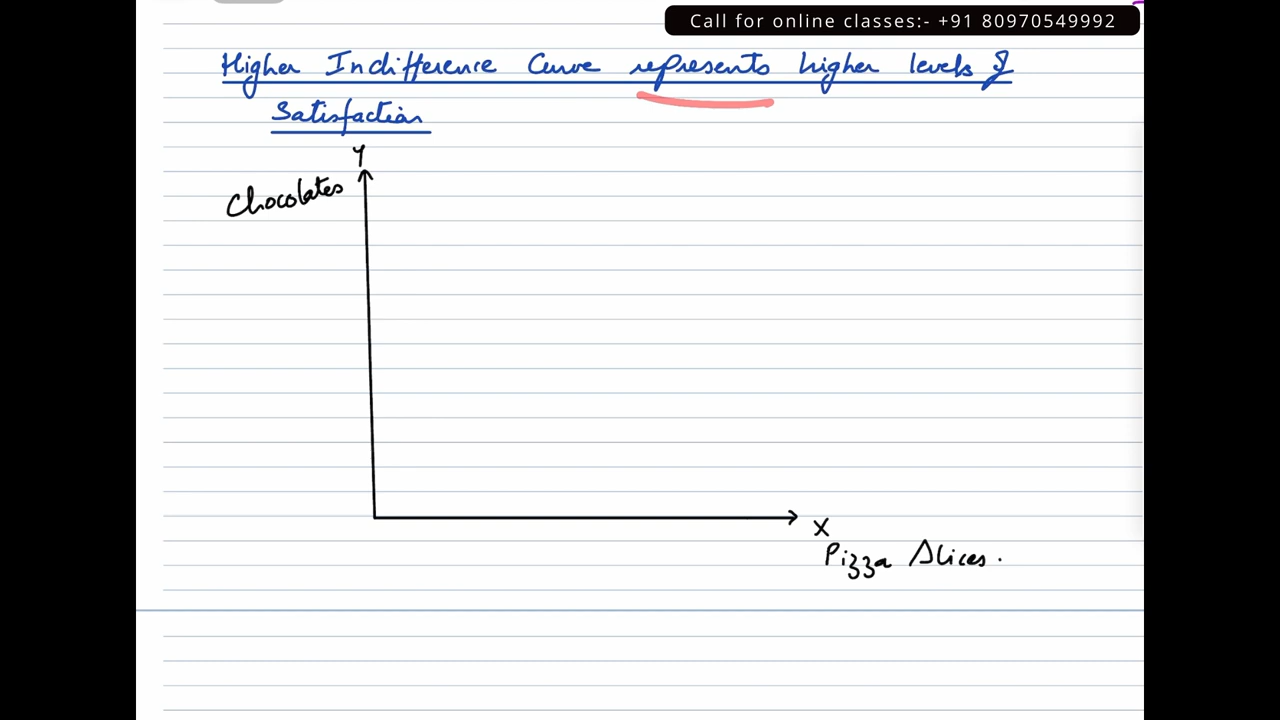 Call for online classes:- +91 80970549992
Higher Indifference Curve represents higher levels of
Satisfaction
Y
Chocolates
X
Pizza Slices.